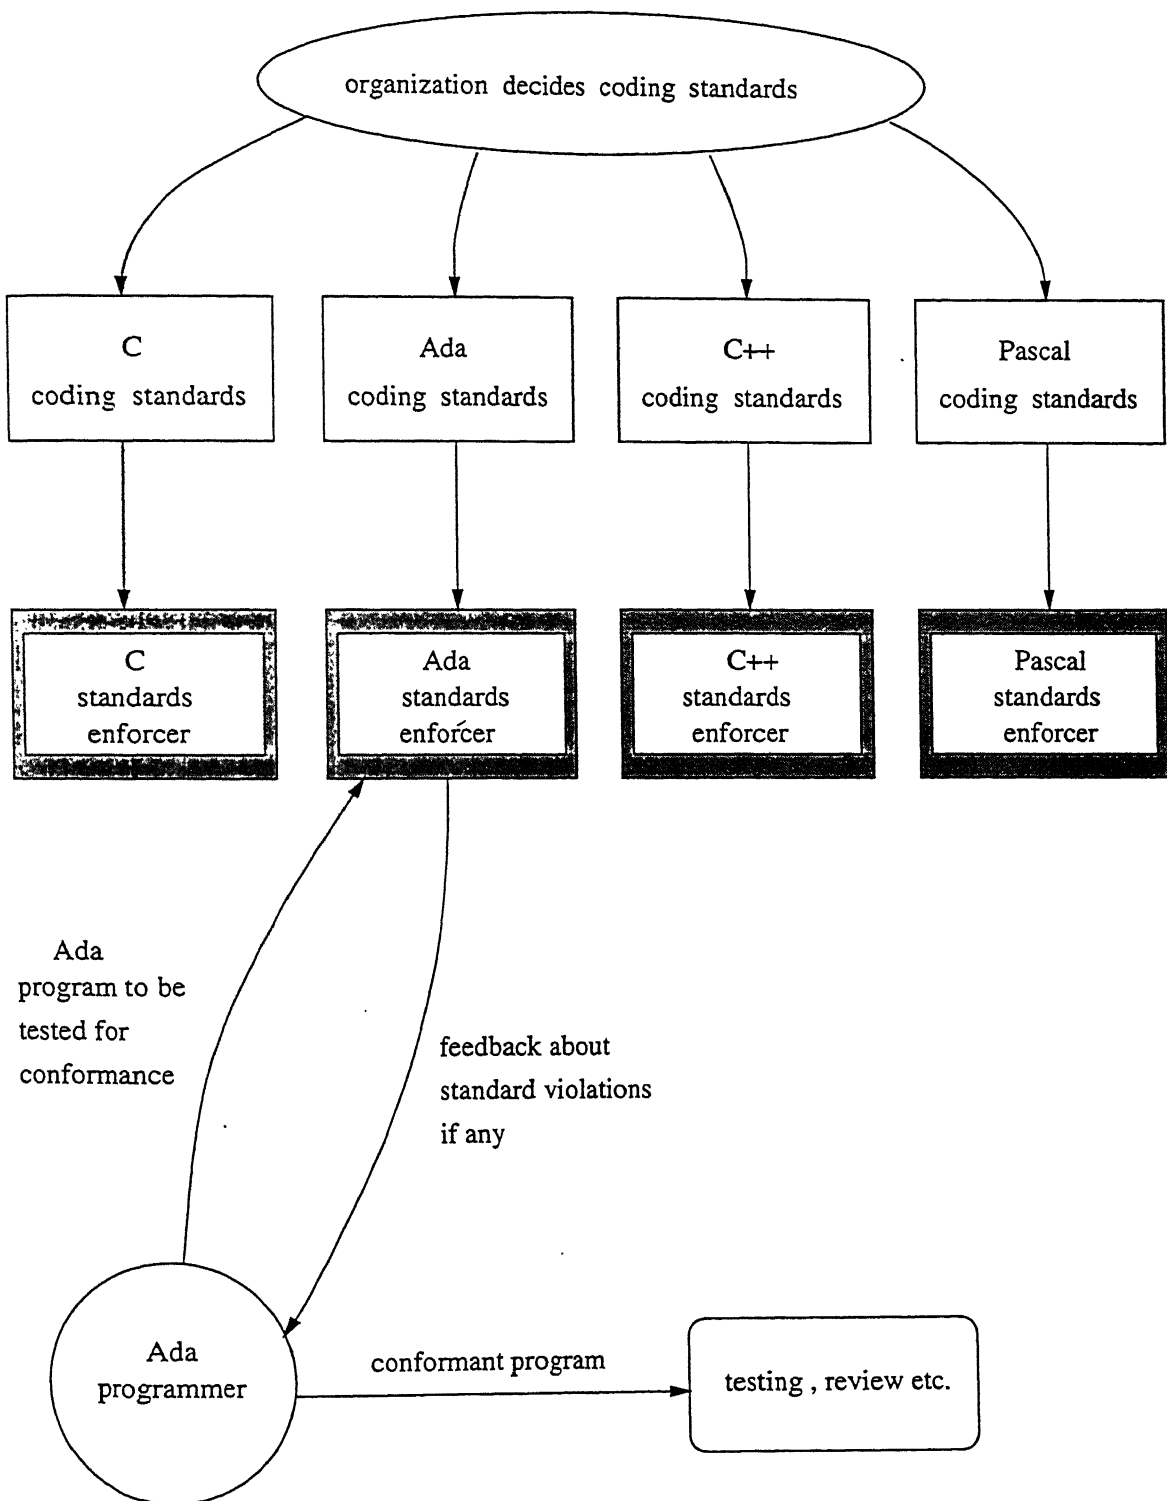 organization decides coding standards
C
coding standards
Ada
coding standards
C++
coding standards
Pascal
coding standards
C
standards
enforcer
Ada
standards
enforcer
C++
standards
enforcer
Pascal
standards
enforcer
Ada
program to be
tested for
conformance
feedback about
standard violations
if any
Ada
programmer
conformant program
testing , review etc.